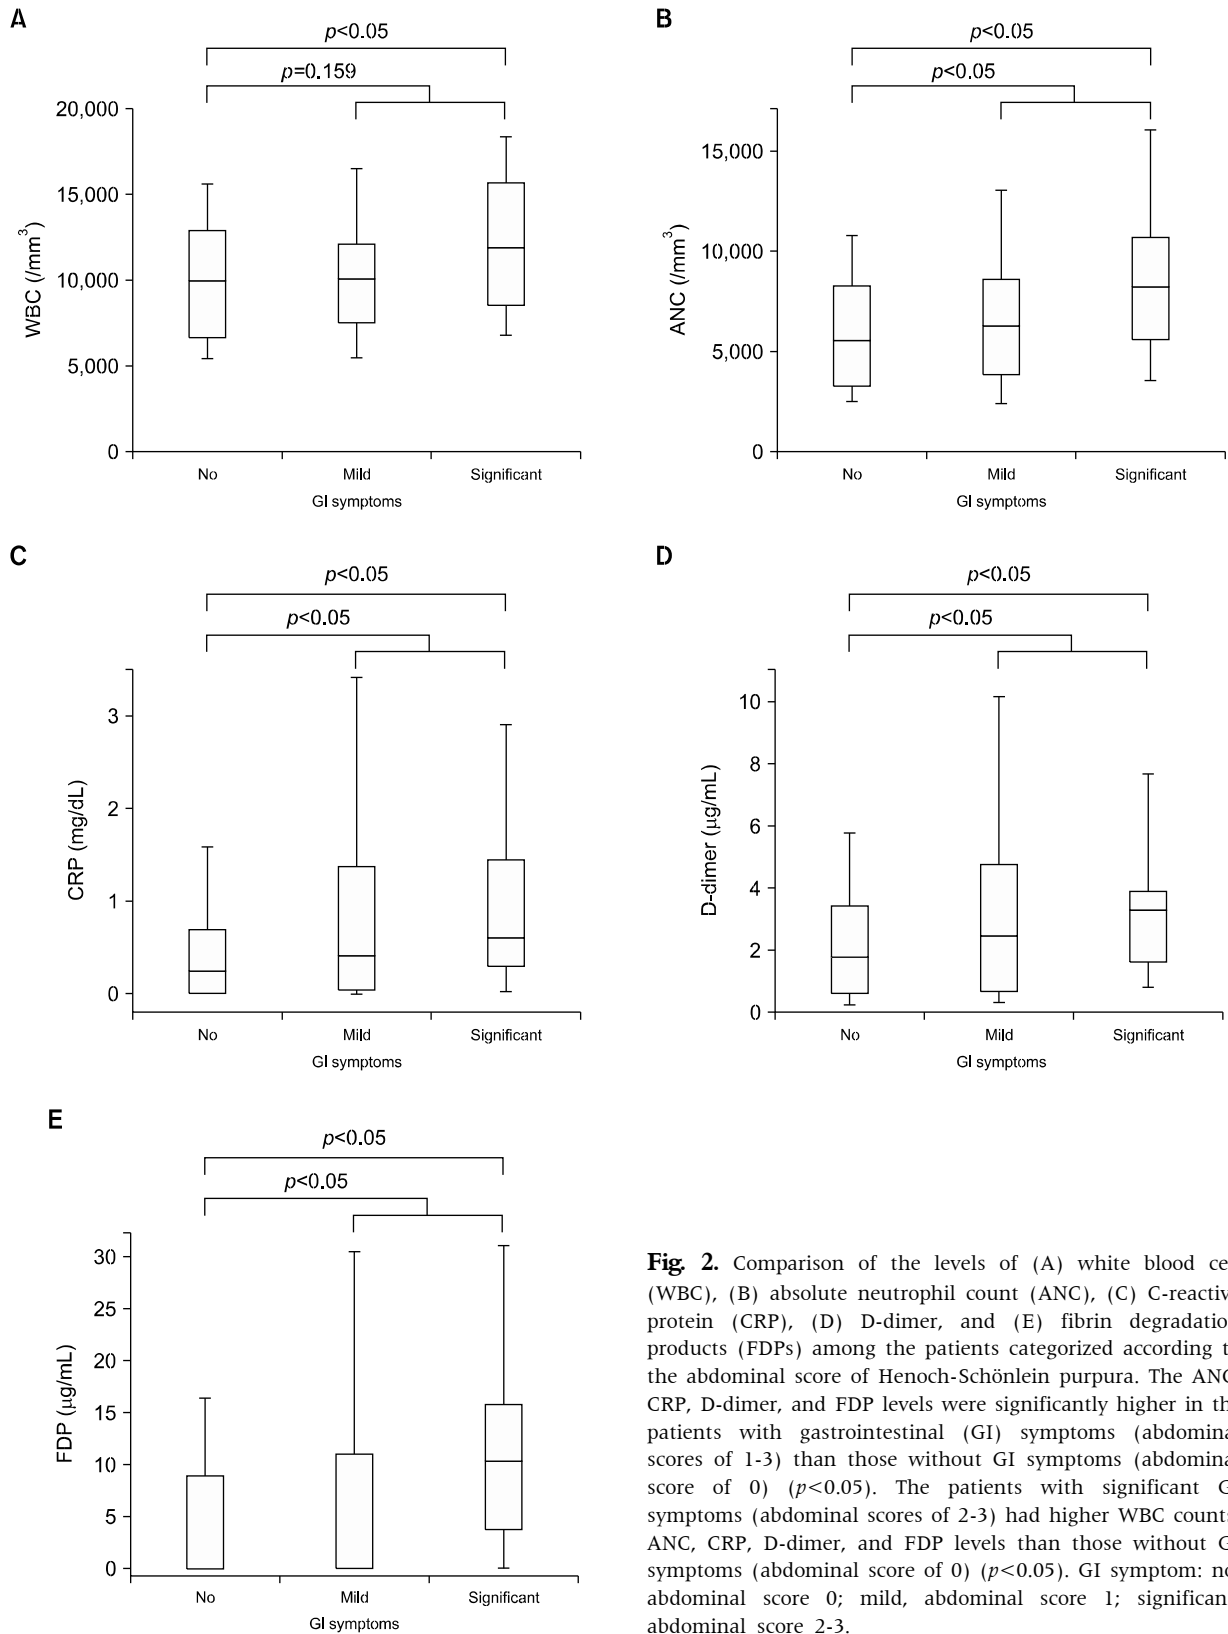 A
p<0.05
p=0.159
20,000
15,000
10,000
5,000
0
WBC (/mm³)
No Mild Significant
GI symptoms
B
p<0.05
p<0.05
15,000
10,000
5,000
0
ANC (/mm³)
No Mild Significant
GI symptoms
C
p<0.05
p<0.05
3
2
1
0
CRP (mg/dL)
No Mild Significant
GI symptoms
D
p<0.05
p<0.05
10
8
6
4
2
0
D-dimer (µg/mL)
No Mild Significant
GI symptoms
E
p<0.05
p<0.05
30
25
20
15
10
5
0
FDP (µg/mL)
No Mild Significant
GI symptoms
Fig. 2. Comparison of the levels of (A) white blood
(WBC), (B) absolute neutrophil count (ANC), (C)
protein (CRP), (D) D-dimer, and (E) fibrin
products (FDPs) among the patients categorized according
the abdominal score of Henoch-Schönlein purpura. The ANC
CRP, D-dimer, and FDP levels were significantly higher in
patients with gastrointestinal (GI) symptoms
scores of 1-3) than those without GI symptoms
score of 0) (p<0.05). The patients with significant
symptoms (abdominal scores of 2-3) had higher WBC
ANC, CRP, D-dimer, and FDP levels than those without
symptoms (abdominal score of 0) (p<0.05). GI symptom:
abdominal score 0; mild, abdominal score 1;
abdominal score 2-3.